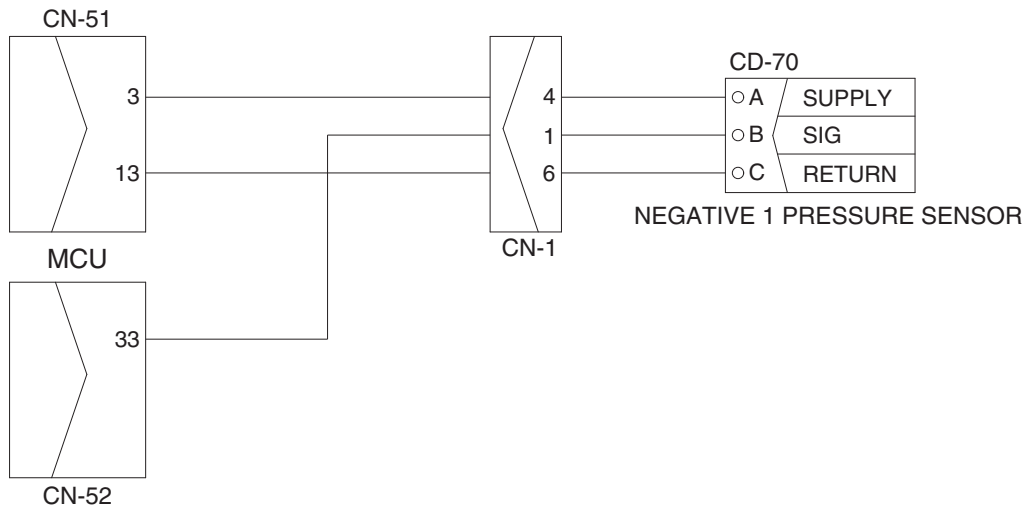 CN-51
CD-70
3
4
A SUPPLY
1
B SIG
13
6
C RETURN
NEGATIVE 1 PRESSURE SENSOR
CN-1
MCU
33
CN-52